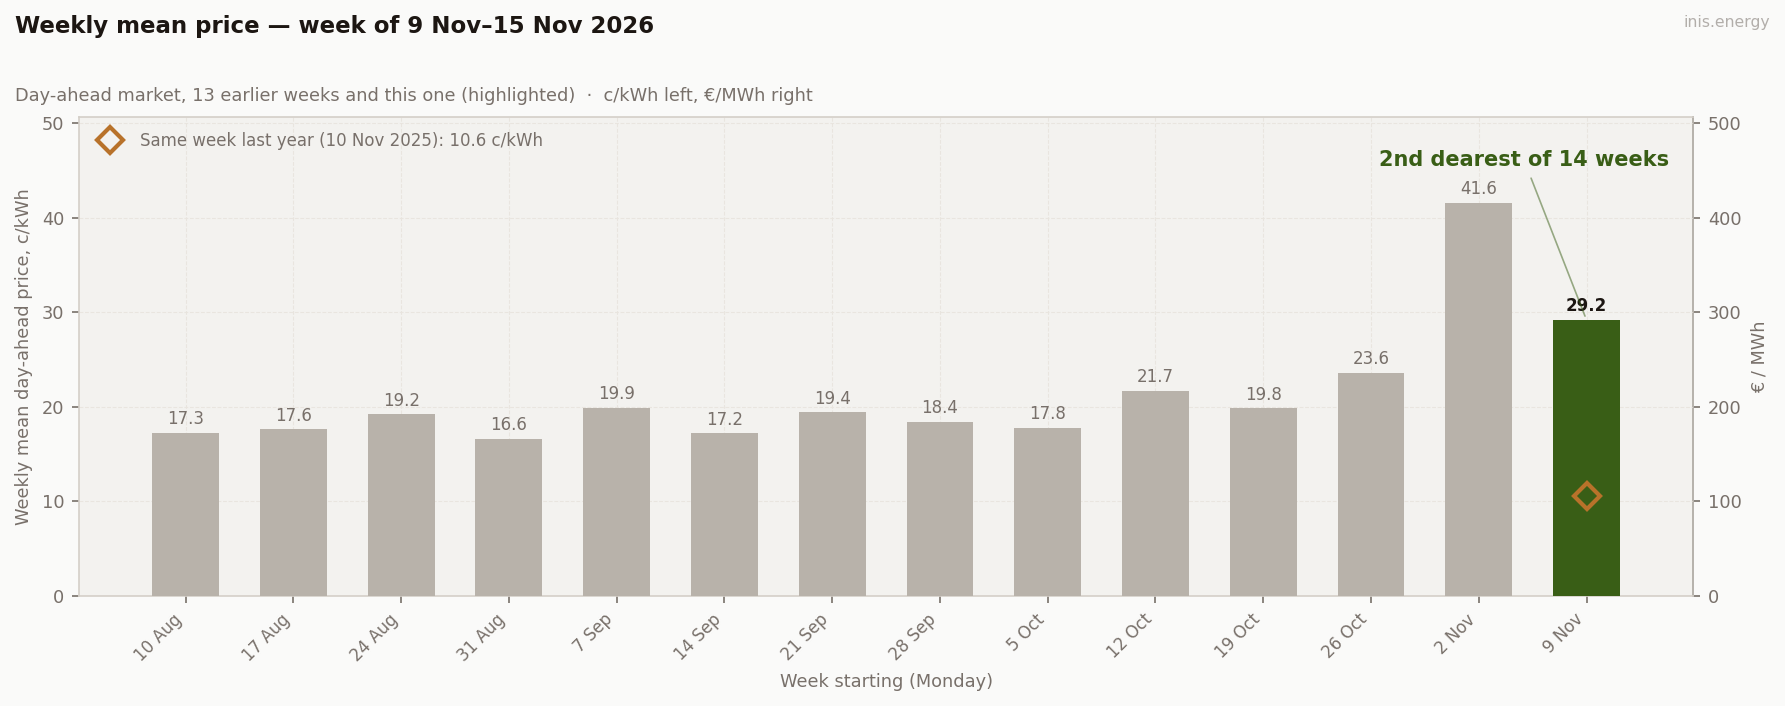 Weekly mean price — week of 9 Nov–15 Nov 2026
inis.energy
Day-ahead market, 13 earlier weeks and this one (highlighted)  ·  c/kWh left, €/MWh right
Same week last year (10 Nov 2025): 10.6 c/kWh
2nd dearest of 14 weeks
Weekly mean day-ahead price, c/kWh
50
40
30
20
10
0
500
400
300
200
100
0
€ / MWh
17.3
17.6
19.2
16.6
19.9
17.2
19.4
18.4
17.8
21.7
19.8
23.6
41.6
29.2
10 Aug
17 Aug
24 Aug
31 Aug
7 Sep
14 Sep
21 Sep
28 Sep
5 Oct
12 Oct
19 Oct
26 Oct
2 Nov
9 Nov
Week starting (Monday)